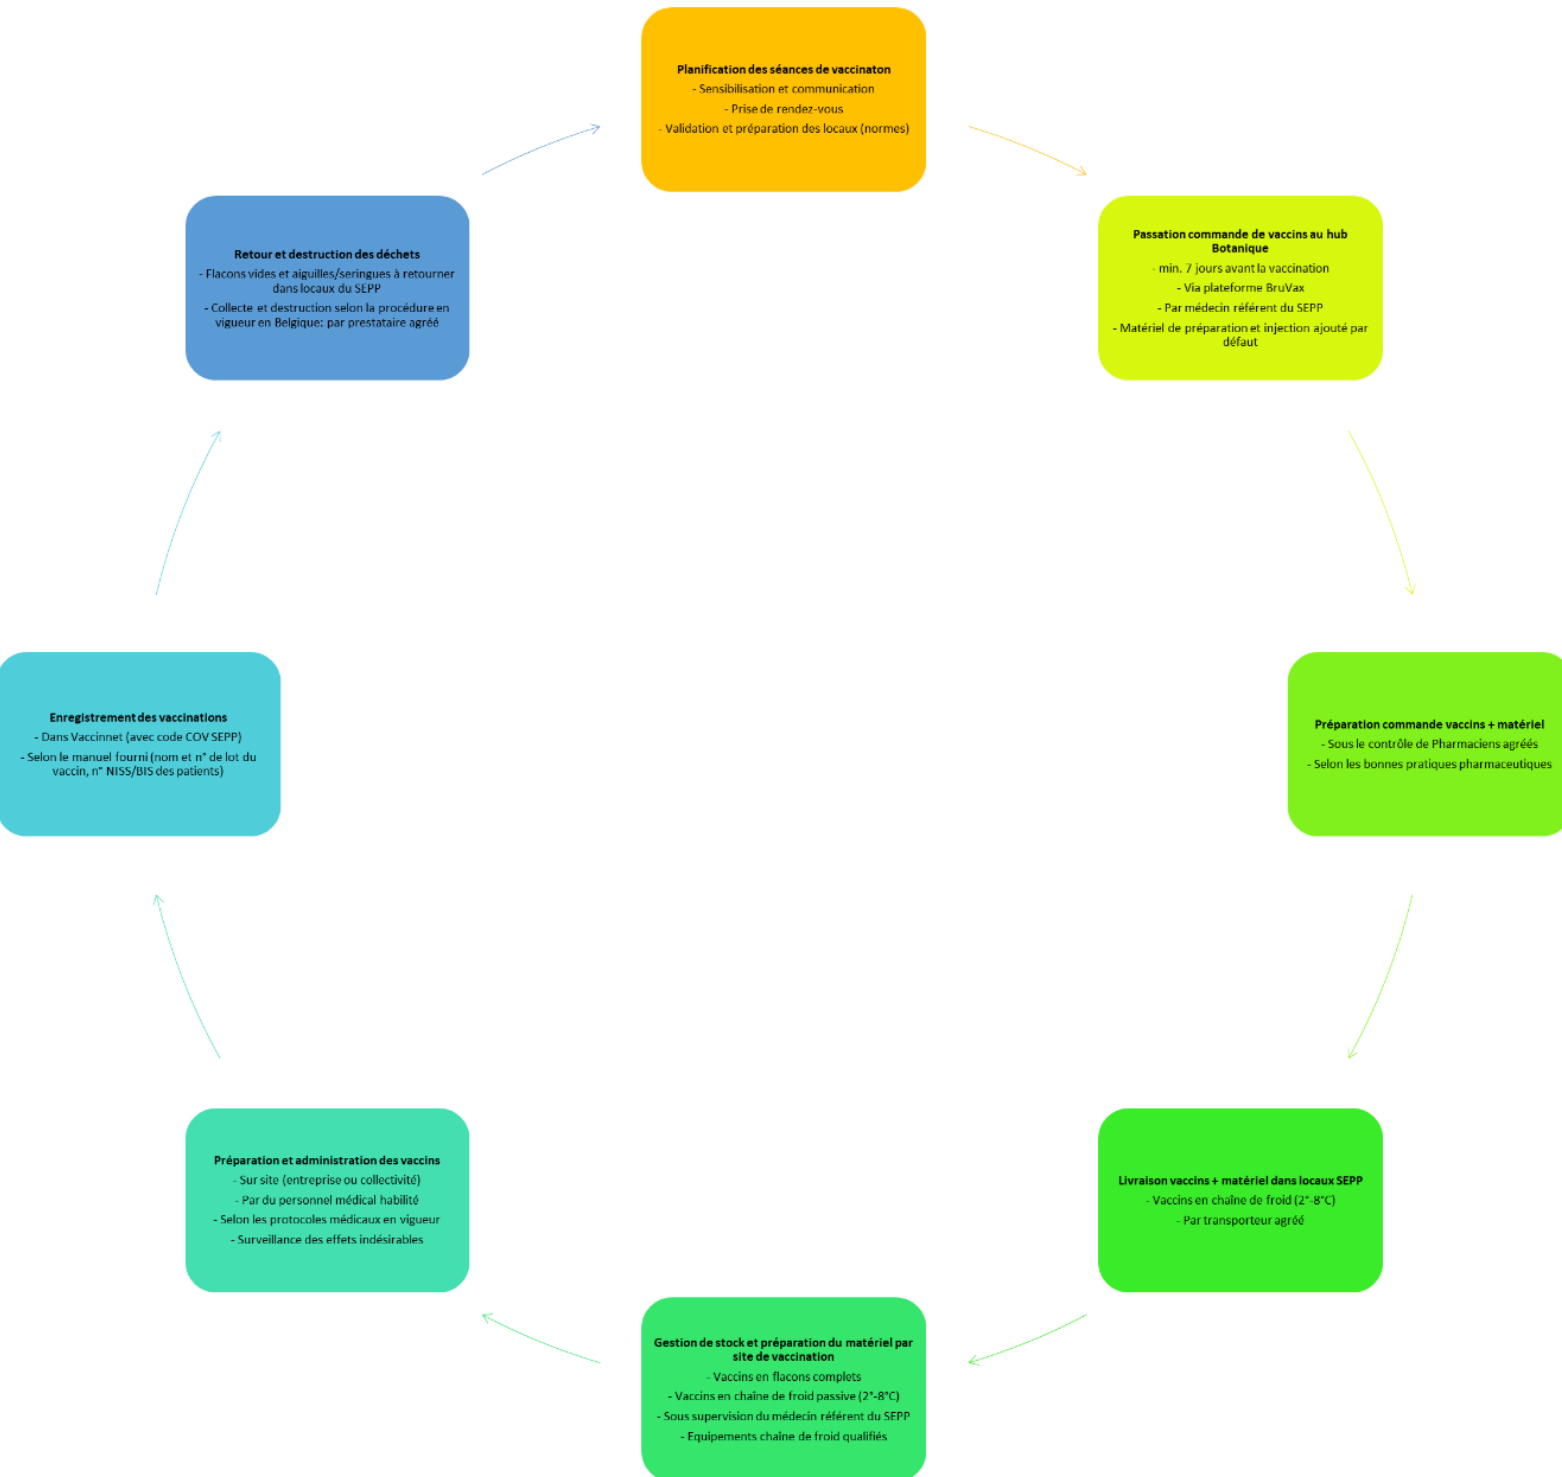 Planification des séances de vaccinaton
- Sensibilisation et communication
- Prise de rendez-vous
- Validation et préparation des locaux (normes)
Passation commande de vaccins au hub
Botanique
- min. 7 jours avant la vaccination
- Via plateforme BruVax
- Par médecin référent du SEPP
- Matériel de préparation et injection ajouté par
défaut
Préparation commande vaccins + matériel
- Sous le contrôle de Pharmaciens agréés
- Selon les bonnes pratiques pharmaceutiques
Livraison vaccins + matériel dans locaux SEPP
- Vaccins en chaîne de froid (2°-8°C)
- Par transporteur agréé
Gestion de stock et préparation du matériel par
site de vaccination
- Vaccins en flacons complets
- Vaccins en chaîne de froid passive (2°-8°C)
- Sous supervision du médecin référent du SEPP
- Equipements chaîne de froid qualifiés
Préparation et administration des vaccins
- Sur site (entreprise ou collectivité)
- Par du personnel médical habilité
- Selon les protocoles médicaux en vigueur
- Surveillance des effets indésirables
Enregistrement des vaccinations
- Dans Vaccinnet (avec code COV SEPP)
- Selon le manuel fourni (nom et n° de lot du
vaccin, n° NISS/BIS des patients)
Retour et destruction des déchets
- Flacons vides et aiguilles/seringues à retourner
dans locaux du SEPP
- Collecte et destruction selon la procédure en
vigueur en Belgique: par prestataire agréé